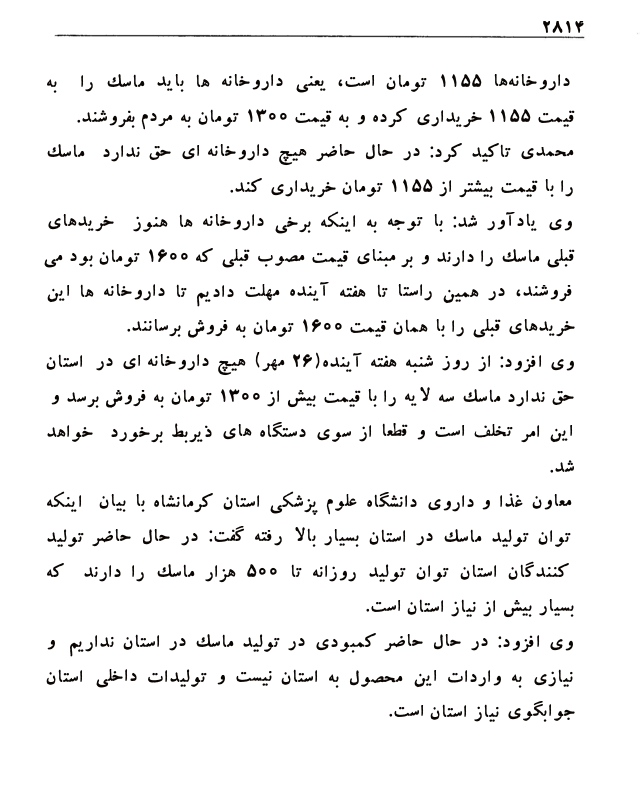 ۲۸۱۴
داروخانه‌ها ۱۱۵۵ تومان است، یعنی داروخانه ها باید ماسک را به
قیمت ۱۱۵۵ خریداری کرده و به قیمت ۱۳۰۰ تومان به مردم بفروشند.
محمدی تاکید کرد: در حال حاضر هیچ داروخانه ای حق ندارد ماسک
را با قیمت بیشتر از ۱۱۵۵ تومان خریداری کند.
وی یادآور شد: با توجه به اینکه برخی داروخانه ها هنوز خریدهای
قبلی ماسک را دارند و بر مبنای قیمت مصوب قبلی که ۱۶۰۰ تومان بود می
فروشند، در همین راستا تا هفته آینده مهلت دادیم تا داروخانه ها این
خریدهای قبلی را با همان قیمت ۱۶۰۰ تومان به فروش برسانند.
وی افزود: از روز شنبه هفته آینده(۲۶ مهر) هیچ داروخانه ای در استان
حق ندارد ماسک سه لایه را با قیمت بیش از ۱۳۰۰ تومان به فروش برسد و
این امر تخلف است و قطعا از سوی دستگاه های ذیربط برخورد خواهد
شد.
معاون غذا و داروی دانشگاه علوم پزشکی استان کرمانشاه با بیان اینکه
توان تولید ماسک در استان بسیار بالا رفته گفت: در حال حاضر تولید
کنندگان استان توان تولید روزانه تا ۵۰۰ هزار ماسک را دارند که
بسیار بیش از نیاز استان است.
وی افزود: در حال حاضر کمبودی در تولید ماسک در استان نداریم و
نیازی به واردات این محصول به استان نیست و تولیدات داخلی استان
جوابگوی نیاز استان است.